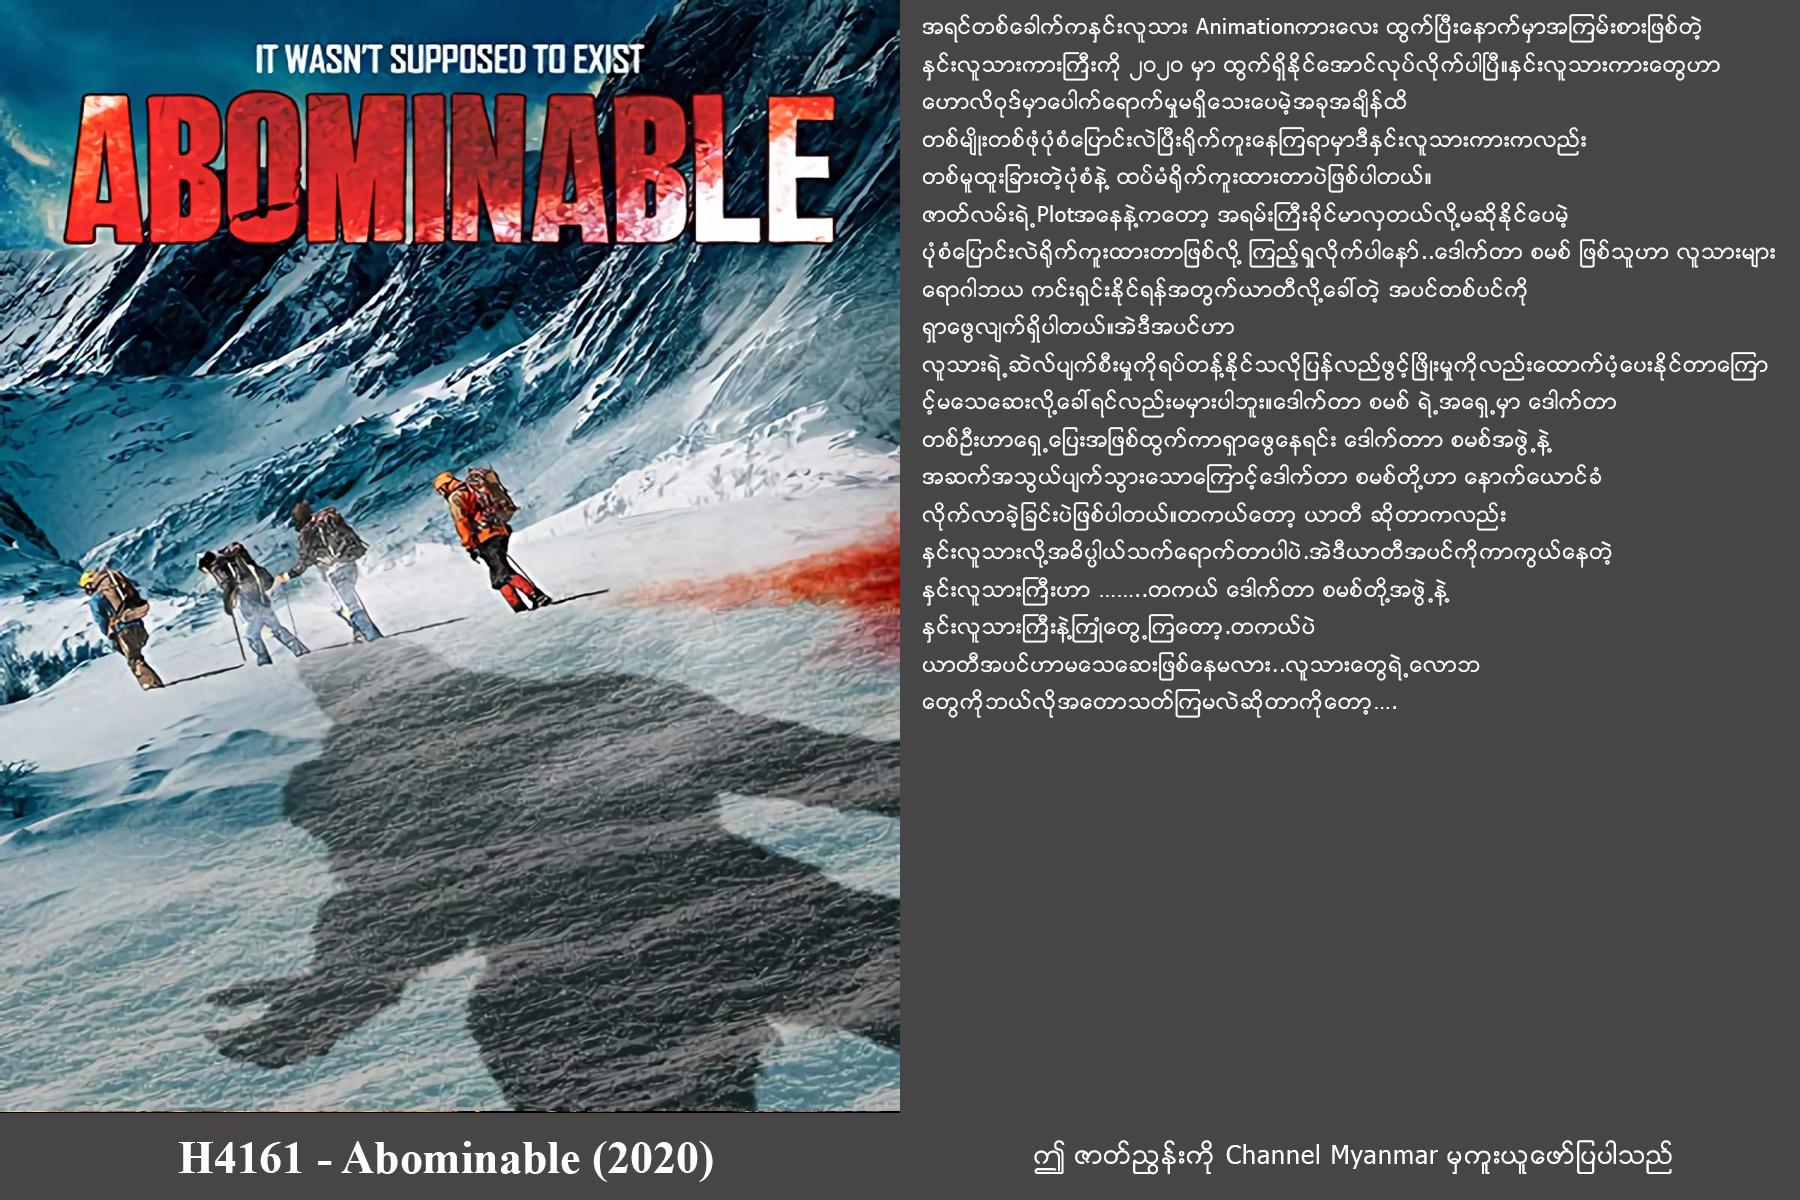 IT WASN'T SUPPOSED TO EXIST
ABOMINABLE
အရင်တစ်ခေါက်ကနှင်းလူသား Animationကားလေး ထွက်ပြီးနောက်မှာအကြမ်းစားဖြစ်တဲ့
နှင်းလူသားကားကြီးကို ၂၀၂၀ မှာ ထွက်ရှိနိုင်အောင်လုပ်လိုက်ပါပြီ။နှင်းလူသားကားတွေဟာ
ဟောလိဝုဒ်မှာပေါက်ရောက်မှုမရှိသေးပေမဲ့အခုအချိန်ထိ
တစ်မျိုးတစ်ဖုံပုံစံပြောင်းလဲပြီးရိုက်ကူးနေကြရာမှာဒီနှင်းလူသားကားကလည်း
တစ်မူထူးခြားတဲ့ပုံစံနဲ့ ထပ်မံရိုက်ကူးထားတာပဲဖြစ်ပါတယ်။
ဇာတ်လမ်းရဲ့Plotအနေနဲ့ကတော့ အရမ်းကြီးခိုင်မာလှတယ်လို့မဆိုနိုင်ပေမဲ့
ပုံစံပြောင်းလဲရိုက်ကူးထားတာဖြစ်လို့ ကြည့်ရှုလိုက်ပါနော်..ဒေါက်တာ စမစ် ဖြစ်သူဟာ လူသားများ
ရောဂါဘယ ကင်းရှင်းနိုင်ရန်အတွက်ယာတီလို့ခေါ်တဲ့ အပင်တစ်ပင်ကို
ရှာဖွေလျက်ရှိပါတယ်။အဲဒီအပင်ဟာ
လူသားရဲ့ဆဲလ်ပျက်စီးမှုကိုရပ်တန့်နိုင်သလိုပြန်လည်ဖွင့်ဖြိုးမှုကိုလည်းထောက်ပံ့ပေးနိုင်တာကြော
င့်မသေဆေးလို့ခေါ်ရင်လည်းမမှားပါဘူး။ဒေါက်တာ စမစ် ရဲ့အရှေ့မှာ ဒေါက်တာ
တစ်ဦးဟာရှေ့ပြေးအဖြစ်ထွက်ကာရှာဖွေနေရင်း ဒေါက်တာာ စမစ်အဖွဲ့နဲ့
အဆက်အသွယ်ပျက်သွားသောကြောင့်ဒေါက်တာ စမစ်တို့ဟာ နောက်ယောင်ခံ
လိုက်လာခဲ့ခြင်းပဲဖြစ်ပါတယ်။တကယ်တော့ ယာတီ ဆိုတာကလည်း
နှင်းလူသားလို့အဓိပ္ပါယ်သက်ရောက်တာပါပဲ.အဲဒီယာတီအပင်ကိုကာကွယ်နေတဲ့
နှင်းလူသားကြီးဟာ ……..တကယ် ဒေါက်တာ စမစ်တို့အဖွဲ့နဲ့
နှင်းလူသားကြီးနဲ့ကြုံတွေ့ကြတော့.တကယ်ပဲ
ယာတီအပင်ဟာမသေဆေးဖြစ်နေမလား..လူသားတွေရဲ့လောဘ
တွေကိုဘယ်လိုအတောသတ်ကြမလဲဆိုတာကိုတော့….
H4161 - Abominable (2020)
ဤ ဇာတ်ညွှန်းကို Channel Myanmar မှကူးယူဖော်ပြပါသည်